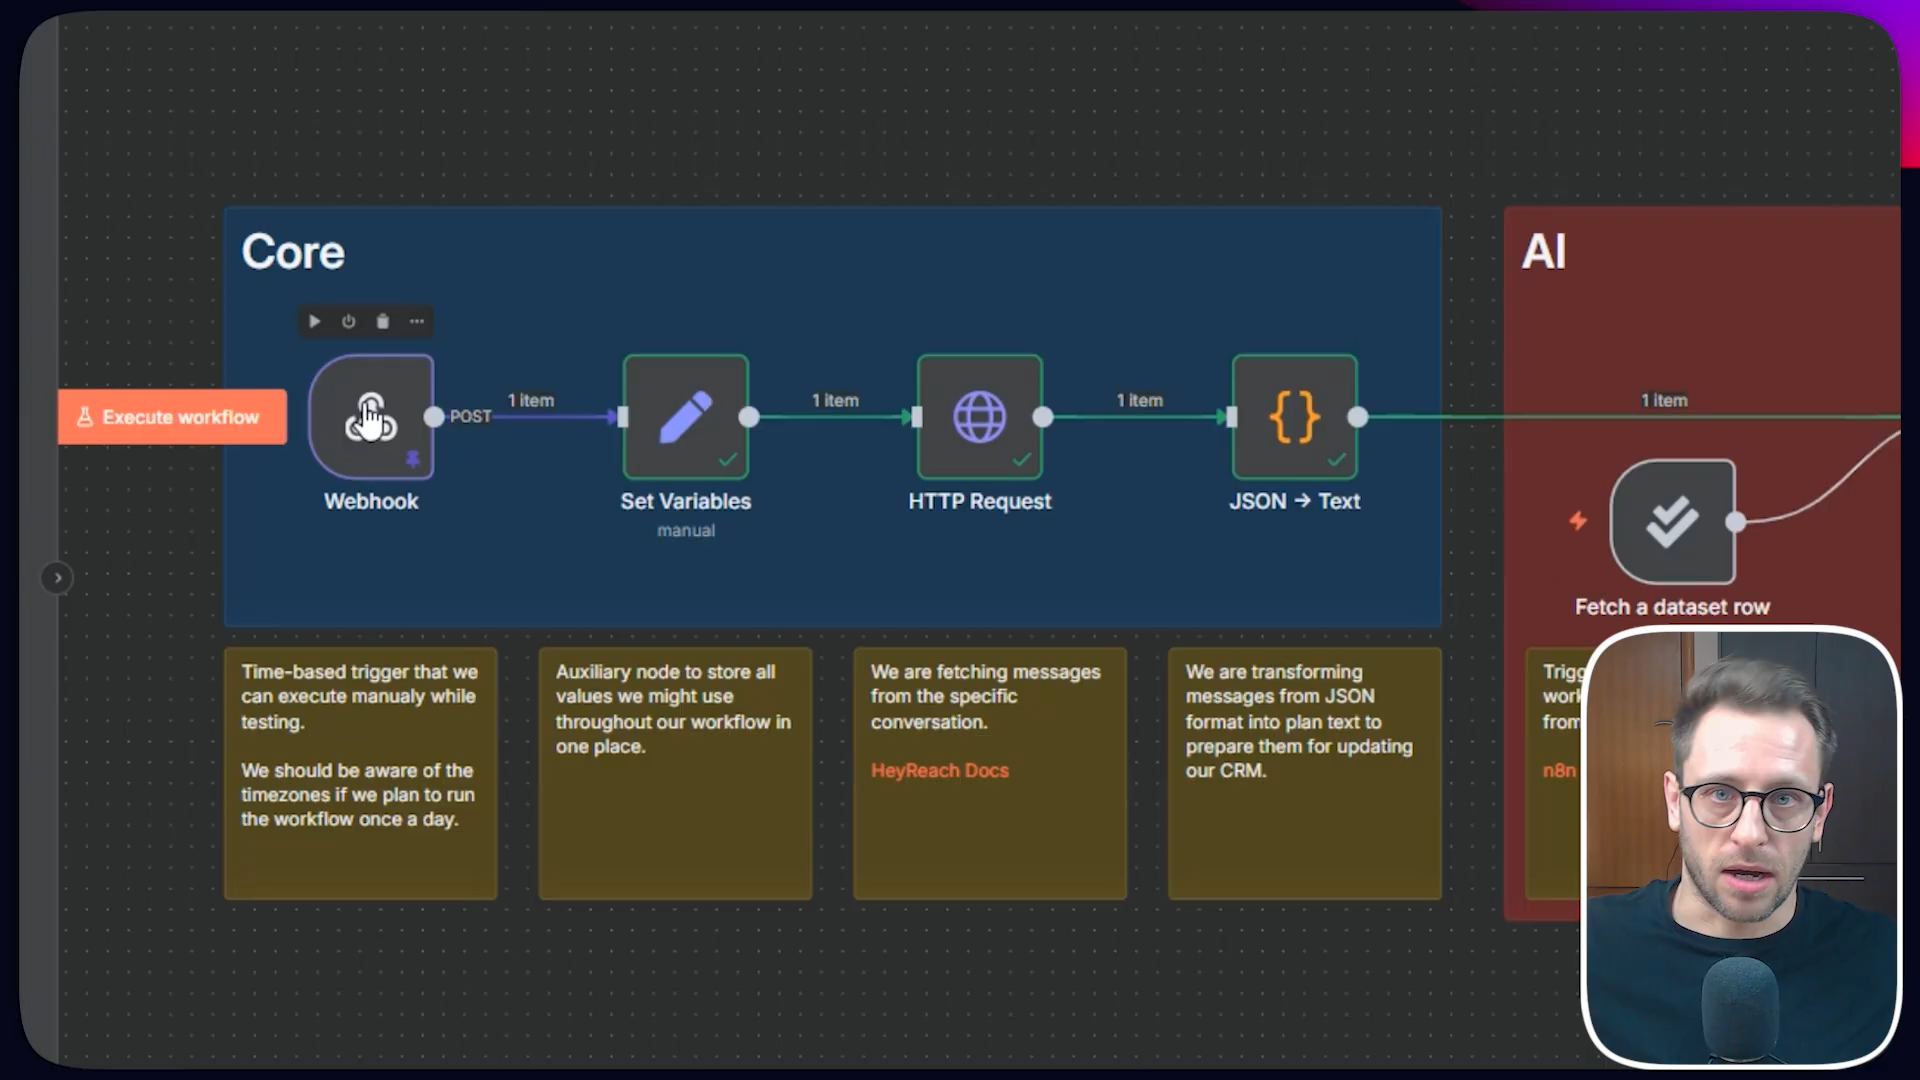 Core
AI
Execute workflow
POST
1 item
1 item
1 item
1 item
Webhook
Set Variables
manual
HTTP Request
JSON → Text
Fetch a dataset row
Time-based trigger that we
can execute manualy while
testing.
We should be aware of the
timezones if we plan to run
the workflow once a day.
Auxiliary node to store all
values we might use
throughout our workflow in
one place.
We are fetching messages
from the specific
conversation.
HeyReach Docs
We are transforming
messages from JSON
format into plan text to
prepare them for updating
our CRM.
from
n8n